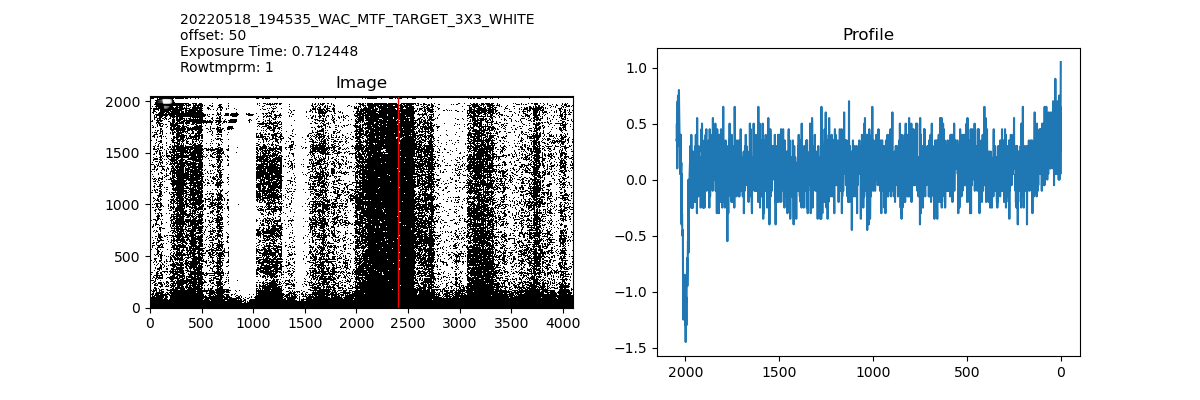 20220518_194535_WAC_MTF_TARGET_3X3_WHITE
offset: 50
Exposure Time: 0.712448
Rowtmprm: 1
Image
2000
1500
1000
500
0
0 500 1000 1500 2000 2500 3000 3500 4000
Profile
1.0
0.5
0.0
−0.5
−1.0
−1.5
2000 1500 1000 500 0